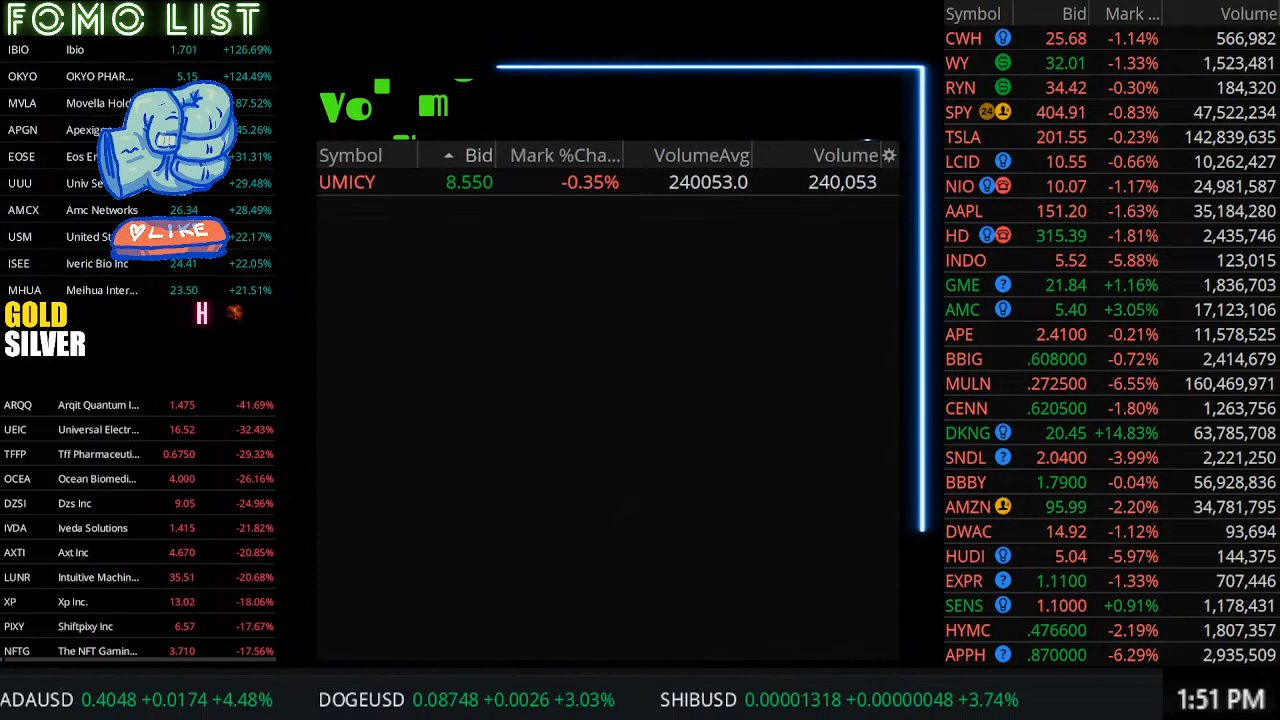 FOMO LIST
IBIO Ibio 1.701 +126.69%
OKYO OKYO PHAR... 5.15 +124.49%
MVLA Movella Hold +87.52%
APGN Apexig 45.26%
EOSE Eos En +31.31%
UUU Univ Se +29.48%
AMCX Amc Networks 26.34 +28.49%
LIKE
USM United St +22.17%
ISEE Iveric Bio Inc 24.41 +22.05%
MHUA Meihua Inter... 23.50 +21.51%
GOLD H
SILVER
ARQQ Arqit Quantum I... 1.475 -41.69%
UEIC Universal Electr... 16.52 -32.43%
TFFP Tff Pharmaceuti... 0.6750 -29.32%
OCEA Ocean Biomedi... 4.000 -26.16%
DZSI Dzs Inc 9.05 -24.96%
IVDA Iveda Solutions 1.415 -21.82%
AXTI Axt Inc 4.670 -20.85%
LUNR Intuitive Machin... 35.51 -20.68%
XP Xp Inc. 13.02 -18.06%
PIXY Shiftpixy Inc 6.57 -17.67%
NFTG The NFT Gamin... 3.710 -17.56%
Vo m
Symbol Bid Mark %Cha... VolumeAvg Volume
UMICY 8.550 -0.35% 240053.0 240,053
Symbol Bid Mark ... Volume
CWH 25.68 -1.14% 566,982
WY 32.01 -1.33% 1,523,481
RYN 34.42 -0.30% 184,320
SPY 24 404.91 -0.83% 47,522,234
TSLA 201.55 -0.23% 142,839,635
LCID 10.55 -0.66% 10,262,427
NIO 10.07 -1.17% 24,981,587
AAPL 151.20 -1.63% 35,184,280
HD 315.39 -1.81% 2,435,746
INDO 5.52 -5.88% 123,015
GME ? 21.84 +1.16% 1,836,703
AMC 5.40 +3.05% 17,123,106
APE 2.4100 -0.21% 11,578,525
BBIG .608000 -0.72% 2,414,679
MULN .272500 -6.55% 160,469,971
CENN .620500 -1.80% 1,263,756
DKNG 20.45 +14.83% 63,785,708
SNDL ? 2.0400 -3.99% 2,221,250
BBBY 1.7900 -0.04% 56,928,836
AMZN 95.99 -2.20% 34,781,795
DWAC 14.92 -1.12% 93,694
HUDI 5.04 -5.97% 144,375
EXPR ? 1.1100 -1.33% 707,446
SENS 1.1000 +0.91% 1,178,431
HYMC .476600 -2.19% 1,807,357
APPH ? .870000 -6.29% 2,935,509
ADAUSD 0.4048 +0.0174 +4.48% DOGEUSD 0.08748 +0.0026 +3.03% SHIBUSD 0.00001318 +0.00000048 +3.74% 1:51 PM